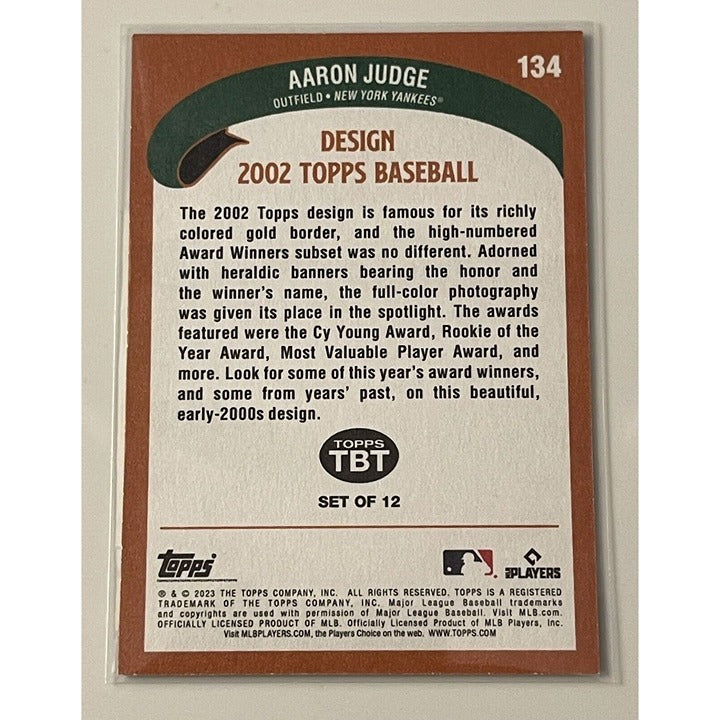 AARON JUDGE
134
OUTFIELD • NEW YORK YANKEES®
DESIGN
2002 TOPPS BASEBALL
The 2002 Topps design is famous for its richly
colored gold border, and the high-numbered
Award Winners subset was no different. Adorned
with heraldic banners bearing the honor and
the winner's name, the full-color photography
was given its place in the spotlight. The awards
featured were the Cy Young Award, Rookie of the
Year Award, Most Valuable Player Award, and
more. Look for some of this year's award winners,
and some from years' past, on this beautiful,
early-2000s design.
TOPPS
TBT
SET OF 12
Topps
MLB PLAYERS
® & © 2023 THE TOPPS COMPANY, INC. ALL RIGHTS RESERVED. TOPPS IS A REGISTERED
TRADEMARK OF THE TOPPS COMPANY, INC. Major League Baseball trademarks
and copyrights are used with permission of Major League Baseball. Visit MLB.com.
OFFICIALLY LICENSED PRODUCT OF MLB. Officially Licensed Product of MLB Players, Inc.
Visit MLBPLAYERS.COM, the Players Choice on the web. WWW.TOPPS.COM